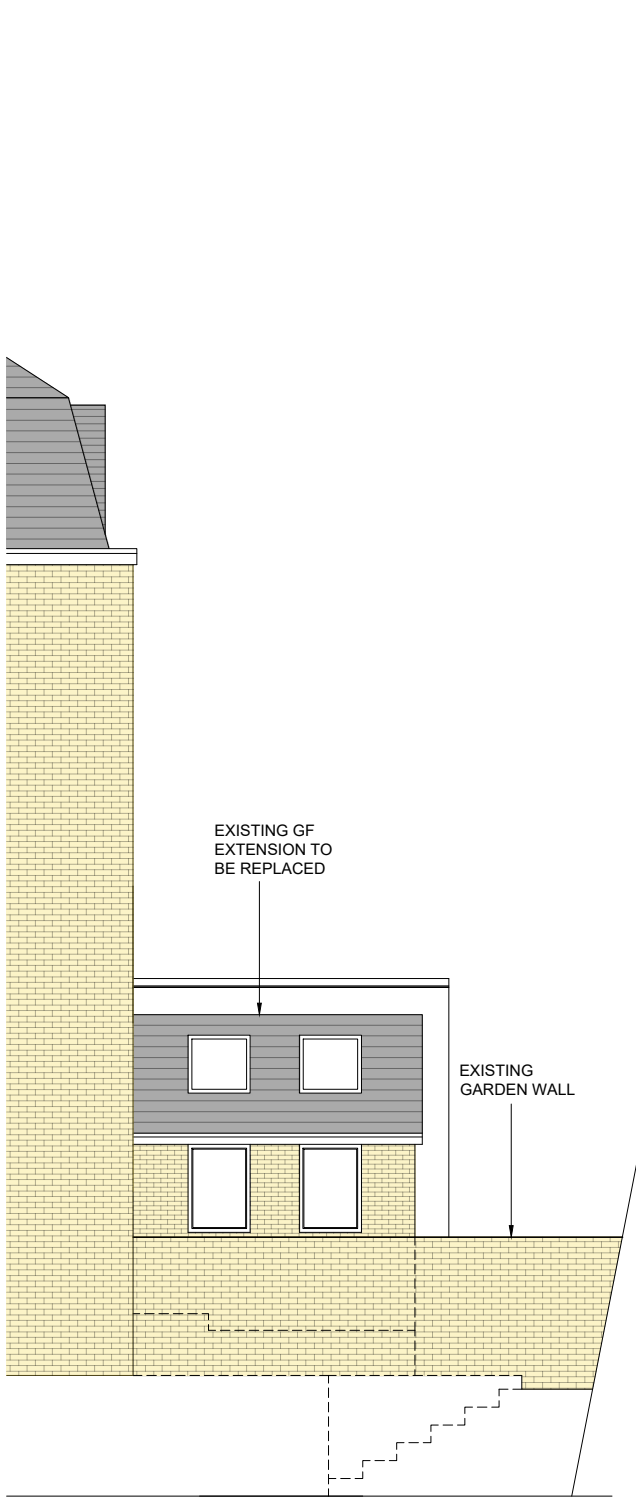 EXISTING GF
EXTENSION TO
BE REPLACED
EXISTING
GARDEN WALL